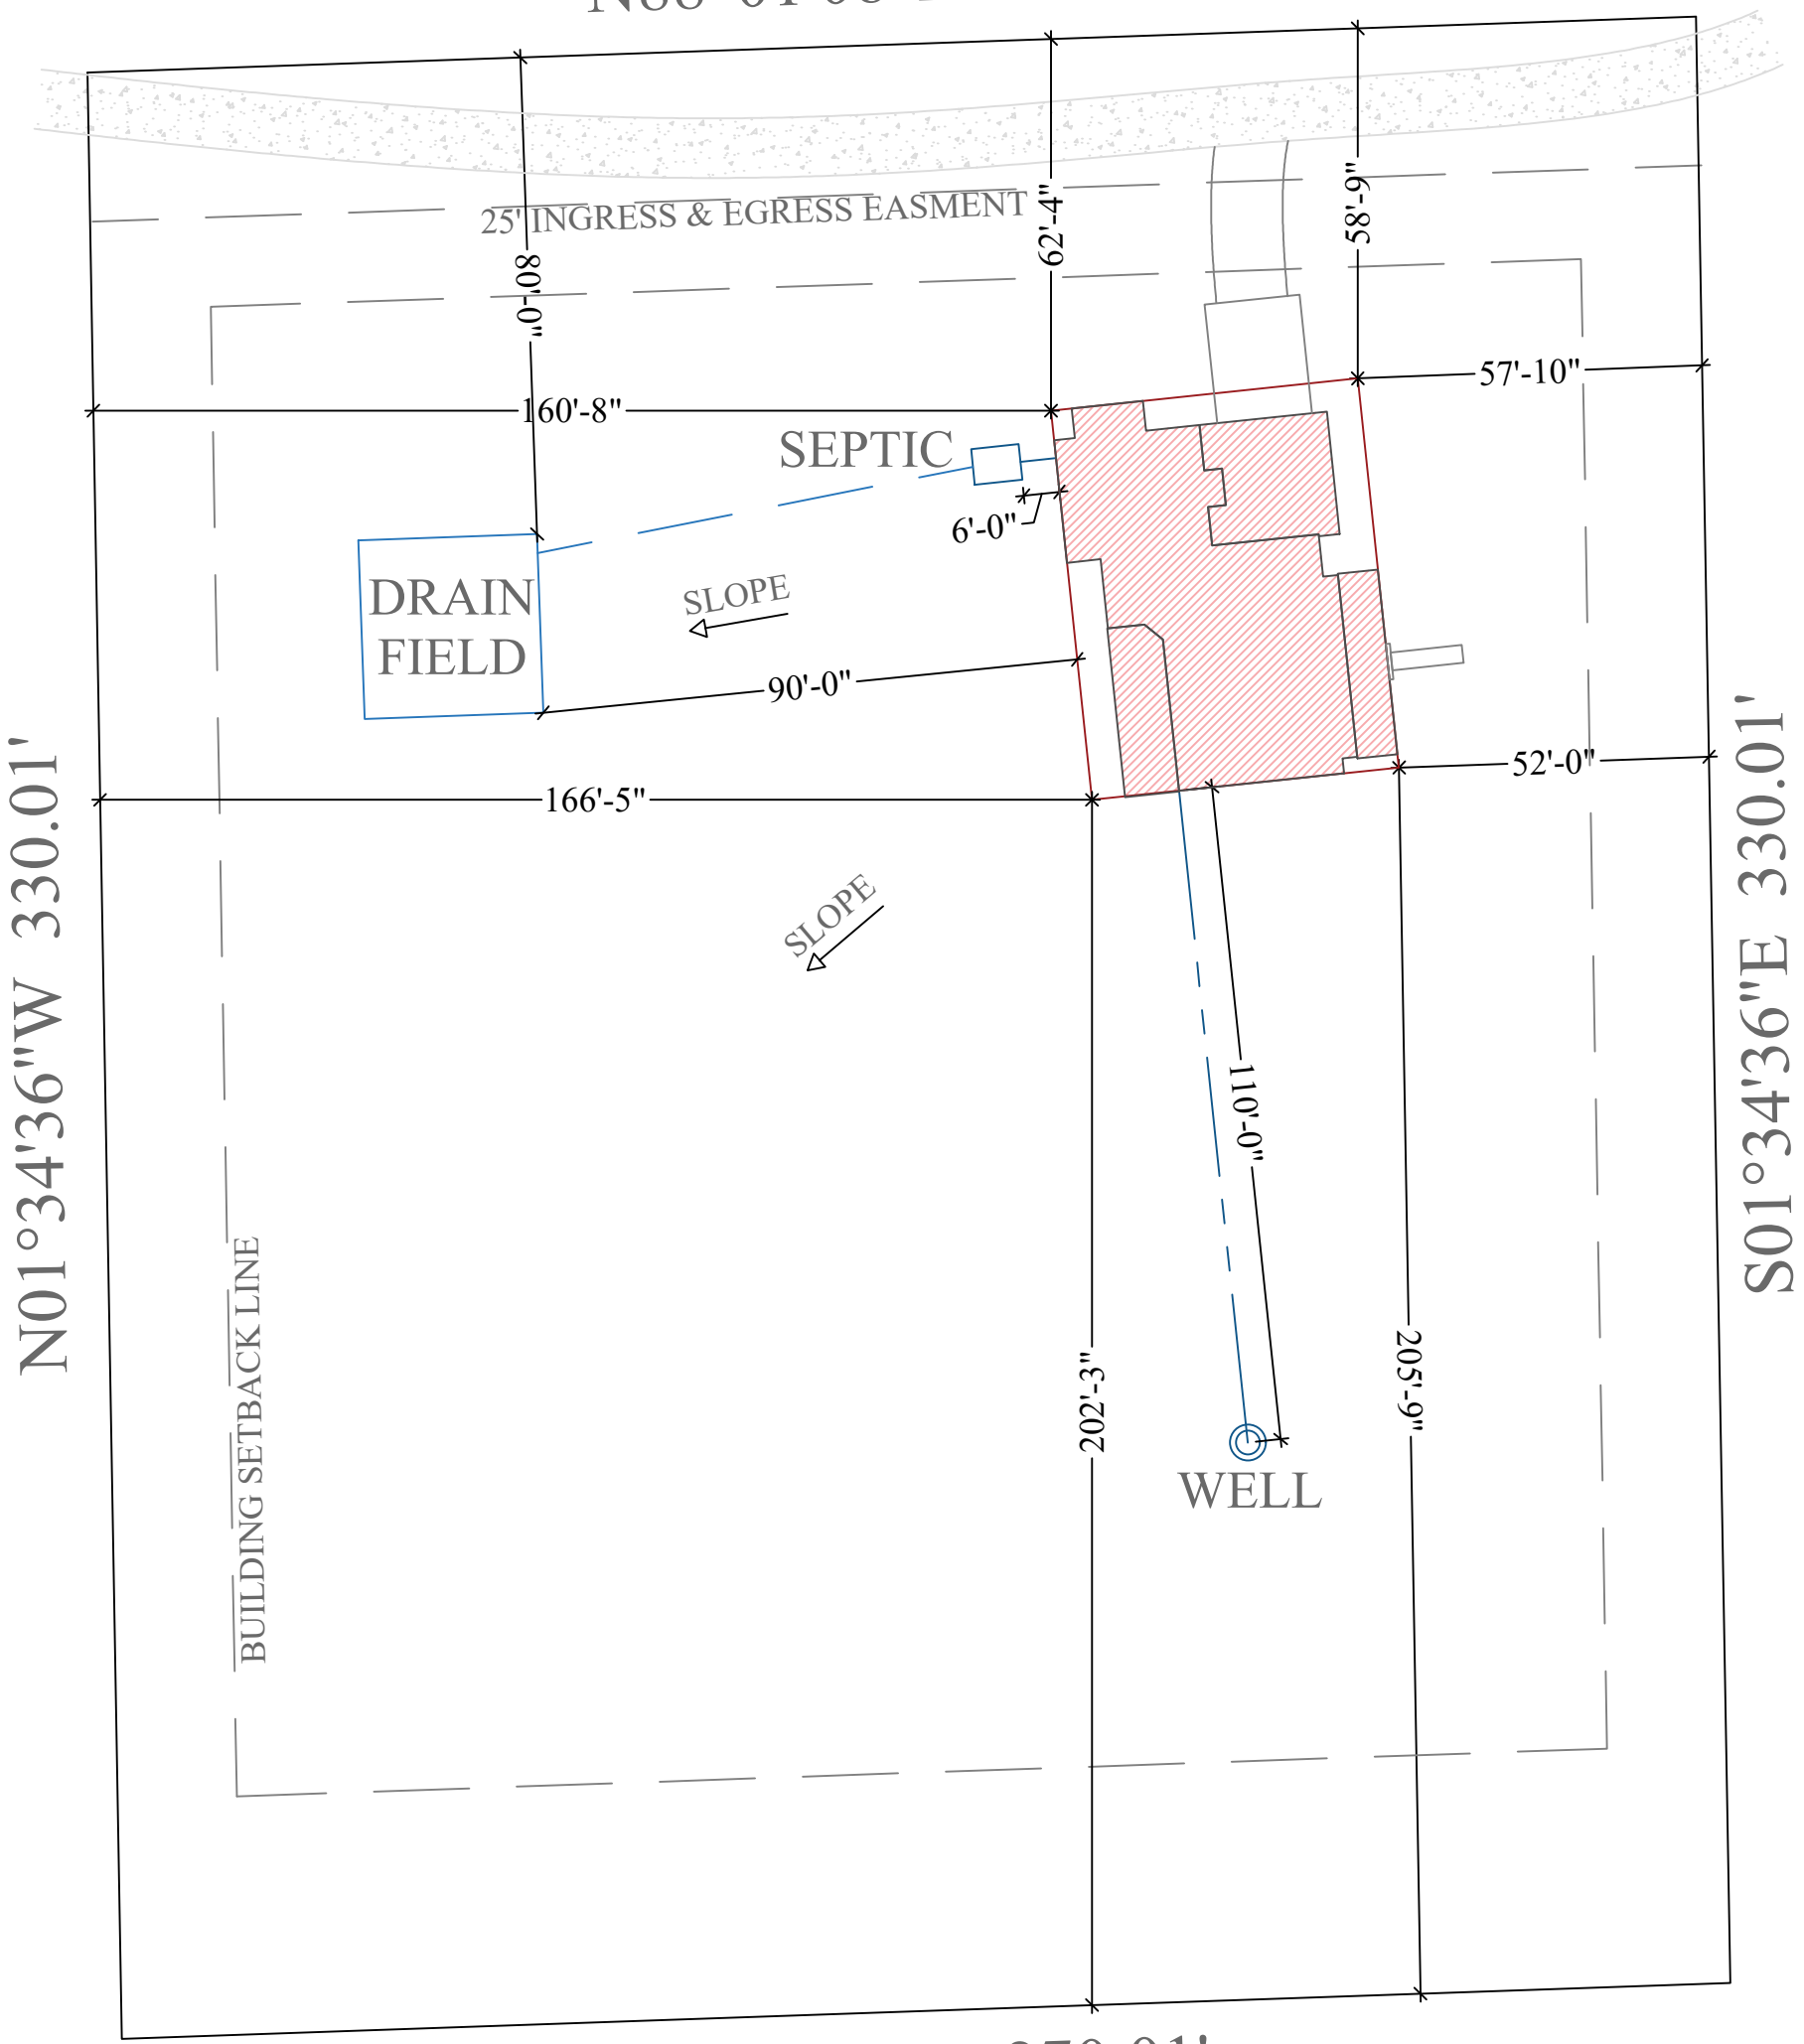 25' INGRESS & EGRESS EASMENT
80'-0"
62'-4"
58'-9"
57'-10"
160'-8"
SEPTIC
6'-0"
DRAIN
FIELD
SLOPE
90'-0"
166'-5"
52'-0"
SLOPE
N01°34'36"W 330.01'
S01°34'36"E 330.01'
110'-0"
BUILDING SETBACK LINE
202'-3"
205'-9"
WELL